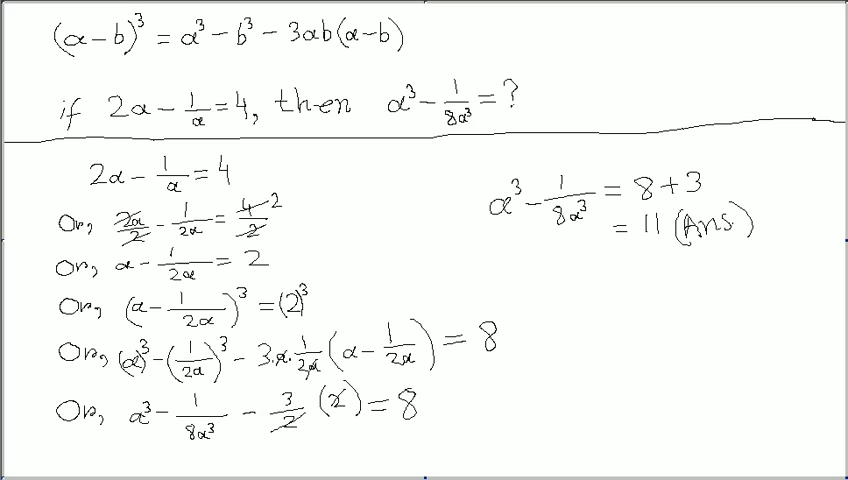 (a-b)³ = a³ - b³ - 3ab(a-b)
if 2a - 1/a = 4, then a³ - 1/8a³ = ?
2a - 1/a = 4
Or, 2a/2 - 1/2a = 4/2 2
Or, a - 1/2a = 2
Or, (a - 1/2a)³ = (2)³
Or, (a)³ - (1/2a)³ - 3.a.1/2a (a - 1/2a) = 8
Or, a³ - 1/8a³ - 3/2 (2) = 8
a³ - 1/8a³ = 8+3
= 11 (Ans.)